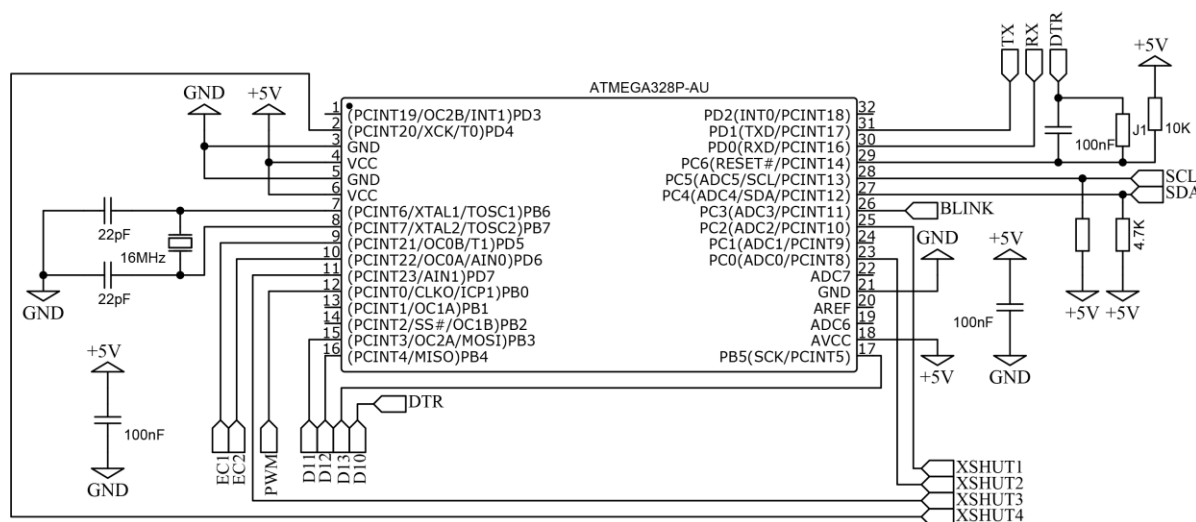 TX
RX
DTR
+5V
GND
+5V
ATMEGA328P-AU
1 (PCINT19/OC2B/INT1)PD3
2 (PCINT20/XCK/T0)PD4
3 GND
4 VCC
5 GND
6 VCC
7 (PCINT6/XTAL1/TOSC1)PB6
8 (PCINT7/XTAL2/TOSC2)PB7
9 (PCINT21/OC0B/T1)PD5
10 (PCINT22/OC0A/AIN0)PD6
11 (PCINT23/AIN1)PD7
12 (PCINT0/CLKO/ICP1)PB0
13 (PCINT1/OC1A)PB1
14 (PCINT2/SS#/OC1B)PB2
15 (PCINT3/OC2A/MOSI)PB3
16 (PCINT4/MISO)PB4
PD2(INT0/PCINT18) 32
PD1(TXD/PCINT17) 31
PD0(RXD/PCINT16) 30
PC6(RESET#/PCINT14) 29
PC5(ADC5/SCL/PCINT13) 28
PC4(ADC4/SDA/PCINT12) 27
PC3(ADC3/PCINT11) 26
PC2(ADC2/PCINT10) 25
PC1(ADC1/PCINT9) 24
PC0(ADC0/PCINT8) 23
ADC7 22
GND 21
AREF 20
ADC6 19
AVCC 18
PB5(SCK/PCINT5) 17
100nF
J1
10K
SCL
SDA
BLINK
GND
+5V
4.7K
22pF
16MHz
22pF
GND
100nF
+5V
+5V
+5V
GND
+5V
100nF
GND
DTR
EC1
EC2
PWM
D11
D12
D13
D10
XSHUT1
XSHUT2
XSHUT3
XSHUT4